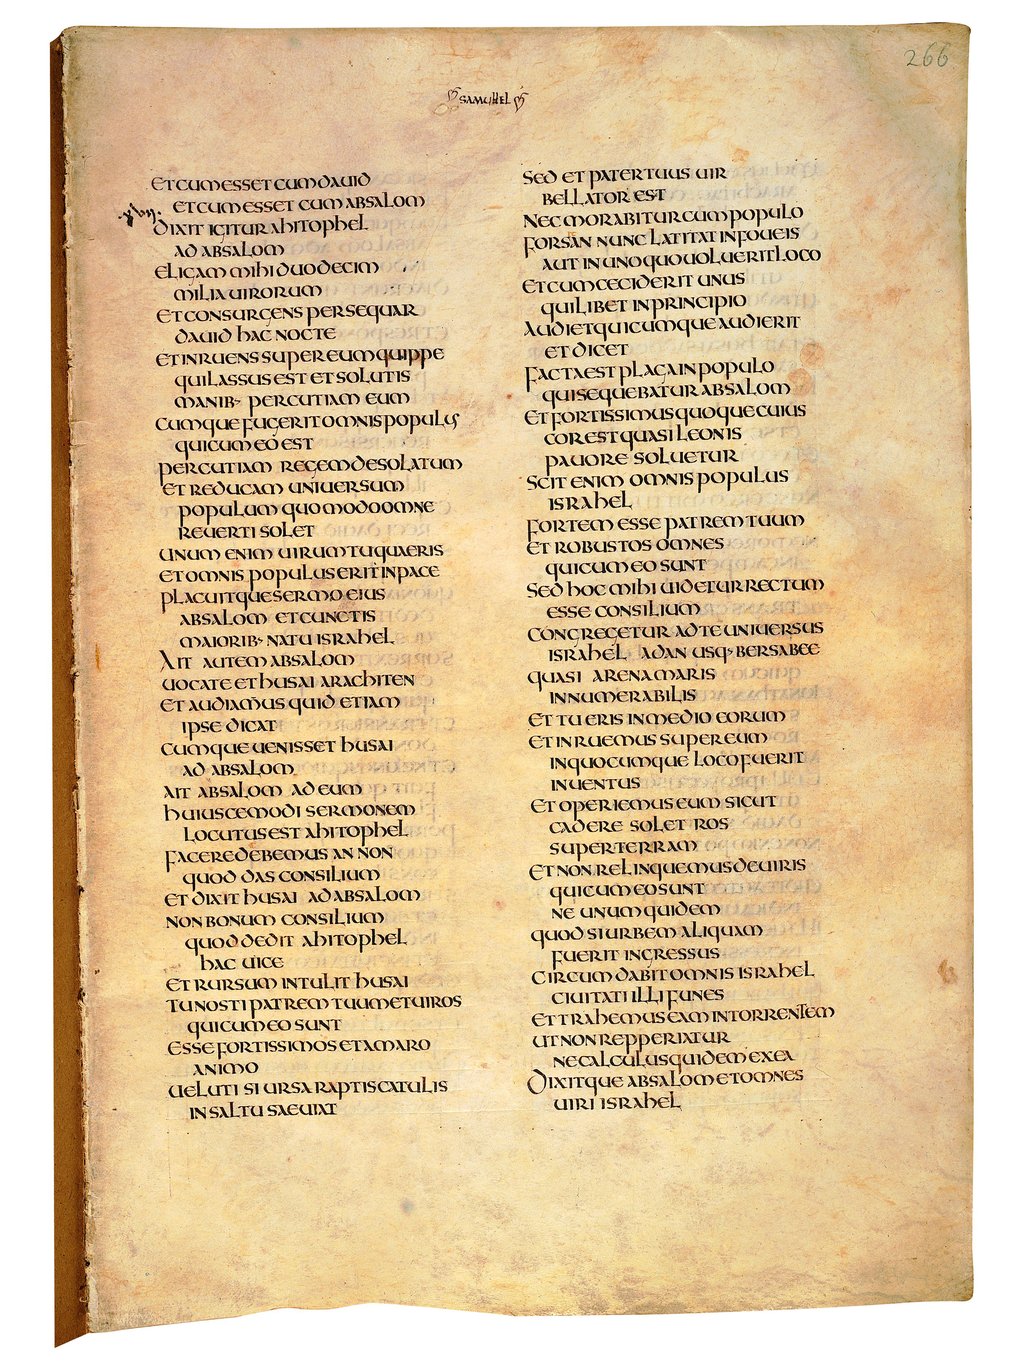 266
SAMUHEL
ET CUM ESSET CUM DAUID
ET CUM ESSET CUM ABSALOM
xvii.
DIXIT IGITUR AHITOPHEL
AD ABSALOM
ELIGAM MIHI DUODECIM
MILIA UIRORUM
ET CONSURGENS PERSEQUAR
DAUID HAC NOCTE
ET INRUENS SUPER EUM QUIPPE
QUI LASSUS EST ET SOLUTIS
MANIB· PERCUTIAM EUM
CUMQUE FUGERIT OMNIS POPULUS
QUI CUM EO EST
PERCUTIAM REGEM DESOLATUM
ET REDUCAM UNIUERSUM
POPULUM QUOMODO OMNE
REUERTI SOLET
UNUM ENIM UIRUM TU QUAERIS
ET OMNIS POPULUS ERIT IN PACE
PLACUITQUE SERMO EIUS
ABSALOM ET CUNCTIS
MAIORIB· NATU ISRAHEL
AIT AUTEM ABSALOM
UOCATE ET HUSAI ARACHITEN
ET AUDIAMUS QUID ETIAM
IPSE DICAT
CUMQUE UENISSET HUSAI
AD ABSALOM
AIT ABSALOM AD EUM
HUIUSCEMODI SERMONEM
LOCUTUS EST AHITOPHEL
FACERE DEBEMUS AN NON
QUOD DAS CONSILIUM
ET DIXIT HUSAI AD ABSALOM
NON BONUM CONSILIUM
QUOD DEDIT AHITOPHEL
HAC UICE
ET RURSUM INTULIT HUSAI
TU NOSTI PATREM TUUM ET UIROS
QUI CUM EO SUNT
ESSE FORTISSIMOS ET AMARO
ANIMO
UELUTI SI URSA RAPTIS CATULIS
IN SALTU SAEUIAT
SED ET PATER TUUS UIR
BELLATOR EST
NEC MORABITUR CUM POPULO
FORSAN NUNC LATITAT IN FOUEIS
AUT IN UNO QUO UOLUERIT LOCO
ET CUM CECIDERIT UNUS
QUILIBET IN PRINCIPIO
AUDIET QUICUMQUE AUDIERIT
ET DICET
FACTA EST PLAGA IN POPULO
QUI SEQUEBATUR ABSALOM
ET FORTISSIMUS QUOQUE CUIUS
COR EST QUASI LEONIS
PAUORE SOLUETUR
SCIT ENIM OMNIS POPULUS
ISRAHEL
FORTEM ESSE PATREM TUUM
ET ROBUSTOS OMNES
QUI CUM EO SUNT
SED HOC MIHI UIDETUR RECTUM
ESSE CONSILIUM
CONGREGETUR AD TE UNIUERSUS
ISRAHEL A DAN USQ· BERSABEE
QUASI ARENA MARIS
INNUMERABILIS
ET TU ERIS IN MEDIO EORUM
ET INRUEMUS SUPER EUM
IN QUOCUMQUE LOCO FUERIT
INUENTUS
ET OPERIEMUS EUM SICUT
CADERE SOLET ROS
SUPER TERRAM
ET NON RELINQUEMUS DE UIRIS
QUI CUM EO SUNT
NE UNUM QUIDEM
QUOD SI URBEM ALIQUAM
FUERIT INGRESSUS
CIRCUMDABIT OMNIS ISRAHEL
CIUITATI ILLI FUNES
ET TRAHEMUS EAM IN TORRENTEM
UT NON REPPERIATUR
NE CALCULUS QUIDEM EX EA
DIXITQUE ABSALOM ET OMNES
UIRI ISRAHEL